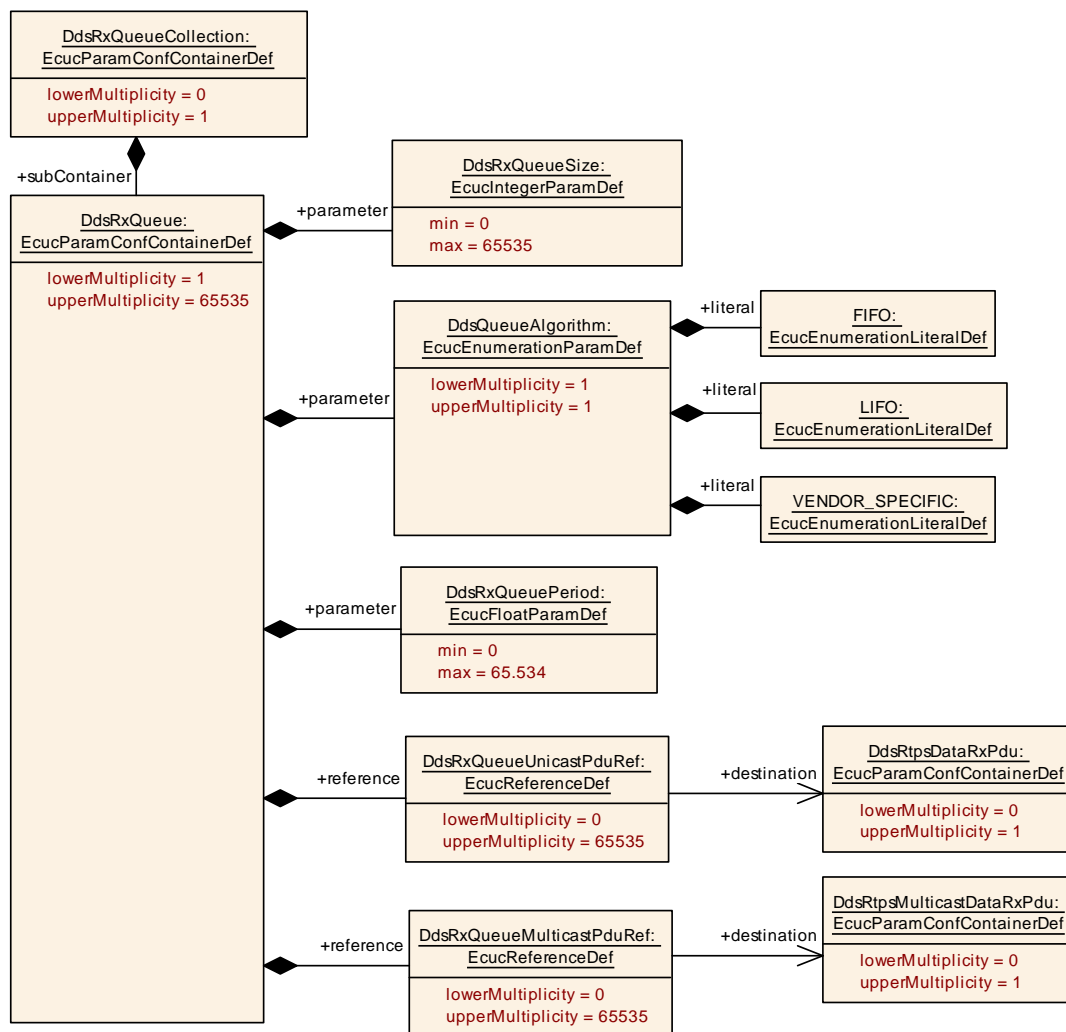 DdsRxQueueCollection:
EcucParamConfContainerDef
lowerMultiplicity = 0
upperMultiplicity = 1
+subContainer
DdsRxQueue:
EcucParamConfContainerDef
lowerMultiplicity = 1
upperMultiplicity = 65535
+parameter
DdsRxQueueSize:
EcucIntegerParamDef
min = 0
max = 65535
+parameter
DdsQueueAlgorithm:
EcucEnumerationParamDef
lowerMultiplicity = 1
upperMultiplicity = 1
+literal
FIFO:
EcucEnumerationLiteralDef
+literal
LIFO:
EcucEnumerationLiteralDef
+literal
VENDOR_SPECIFIC:
EcucEnumerationLiteralDef
+parameter
DdsRxQueuePeriod:
EcucFloatParamDef
min = 0
max = 65.534
+reference
DdsRxQueueUnicastPduRef:
EcucReferenceDef
lowerMultiplicity = 0
upperMultiplicity = 65535
+destination
DdsRtpsDataRxPdu:
EcucParamConfContainerDef
lowerMultiplicity = 0
upperMultiplicity = 1
+reference
DdsRxQueueMulticastPduRef:
EcucReferenceDef
lowerMultiplicity = 0
upperMultiplicity = 65535
+destination
DdsRtpsMulticastDataRxPdu:
EcucParamConfContainerDef
lowerMultiplicity = 0
upperMultiplicity = 1